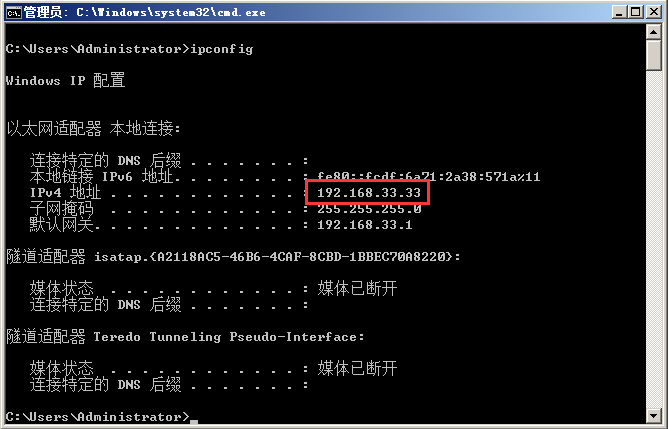 管理员: C:\Windows\system32\cmd.exe
C:\Users\Administrator>ipconfig
Windows IP 配置
以太网适配器 本地连接:
连接特定的 DNS 后缀 . . . . . . . :
本地链接 IPv6 地址. . . . . . . . : fe80::fcdf:6a71:2a38:571a%11
IPv4 地址 . . . . . . . . . . . . : 192.168.33.33
子网掩码 . . . . . . . . . . . . : 255.255.255.0
默认网关. . . . . . . . . . . . . : 192.168.33.1
隧道适配器 isatap.{A2118AC5-46B6-4CAF-8CBD-1BBEC70A8220}:
媒体状态 . . . . . . . . . . . . : 媒体已断开
连接特定的 DNS 后缀 . . . . . . . :
隧道适配器 Teredo Tunneling Pseudo-Interface:
媒体状态 . . . . . . . . . . . . : 媒体已断开
连接特定的 DNS 后缀 . . . . . . . :
C:\Users\Administrator>_